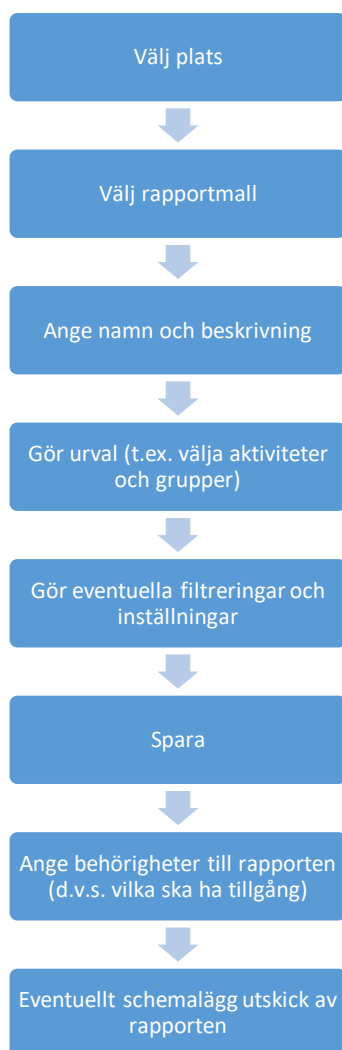 Välj plats
Välj rapportmall
Ange namn och beskrivning
Gör urval (t.ex. välja aktiviteter
och grupper)
Gör eventuella filtreringar och
inställningar
Spara
Ange behörigheter till rapporten
(d.v.s. vilka ska ha tillgång)
Eventuellt schemalägg utskick av
rapporten